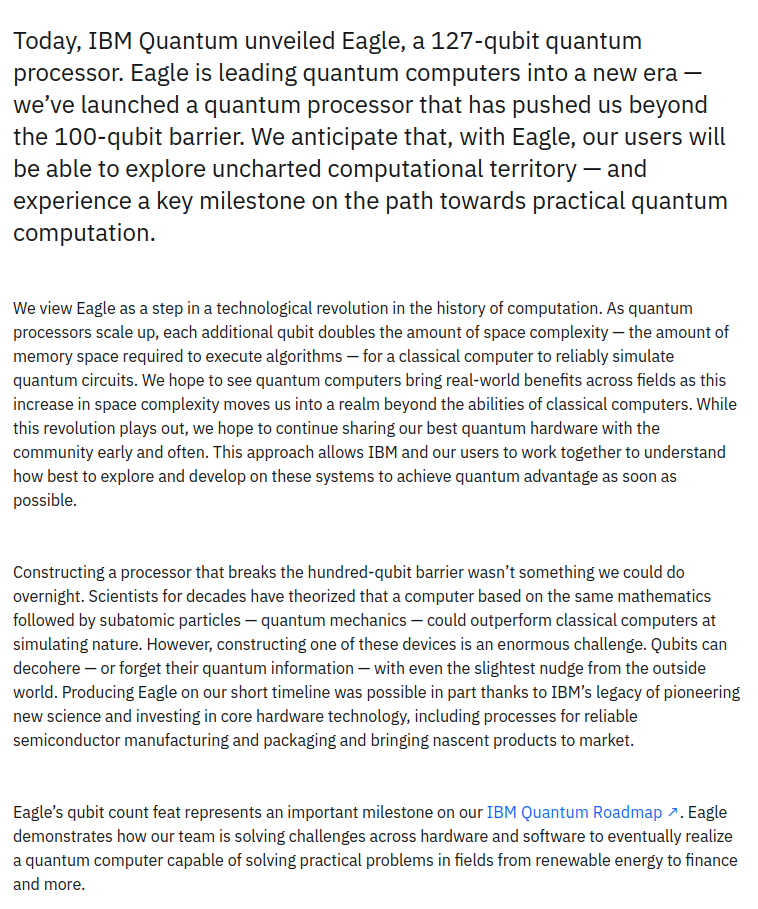 Today, IBM Quantum unveiled Eagle, a 127-qubit quantum
processor. Eagle is leading quantum computers into a new era —
we’ve launched a quantum processor that has pushed us beyond
the 100-qubit barrier. We anticipate that, with Eagle, our users will
be able to explore uncharted computational territory — and
experience a key milestone on the path towards practical quantum
computation.
We view Eagle as a step in a technological revolution in the history of computation. As quantum
processors scale up, each additional qubit doubles the amount of space complexity — the amount of
memory space required to execute algorithms — for a classical computer to reliably simulate
quantum circuits. We hope to see quantum computers bring real-world benefits across fields as this
increase in space complexity moves us into a realm beyond the abilities of classical computers. While
this revolution plays out, we hope to continue sharing our best quantum hardware with the
community early and often. This approach allows IBM and our users to work together to understand
how best to explore and develop on these systems to achieve quantum advantage as soon as
possible.
Constructing a processor that breaks the hundred-qubit barrier wasn’t something we could do
overnight. Scientists for decades have theorized that a computer based on the same mathematics
followed by subatomic particles — quantum mechanics — could outperform classical computers at
simulating nature. However, constructing one of these devices is an enormous challenge. Qubits can
decohere — or forget their quantum information — with even the slightest nudge from the outside
world. Producing Eagle on our short timeline was possible in part thanks to IBM’s legacy of pioneering
new science and investing in core hardware technology, including processes for reliable
semiconductor manufacturing and packaging and bringing nascent products to market.
Eagle’s qubit count feat represents an important milestone on our IBM Quantum Roadmap ↗. Eagle
demonstrates how our team is solving challenges across hardware and software to eventually realize
a quantum computer capable of solving practical problems in fields from renewable energy to finance
and more.